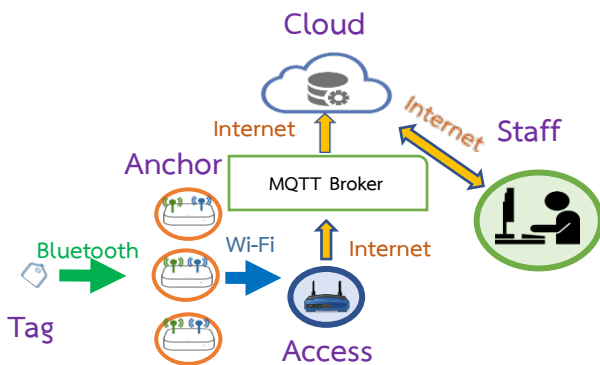 Cloud
Internet
Internet
Staff
Anchor
MQTT Broker
Bluetooth
Wi-Fi
Internet
Tag
Access